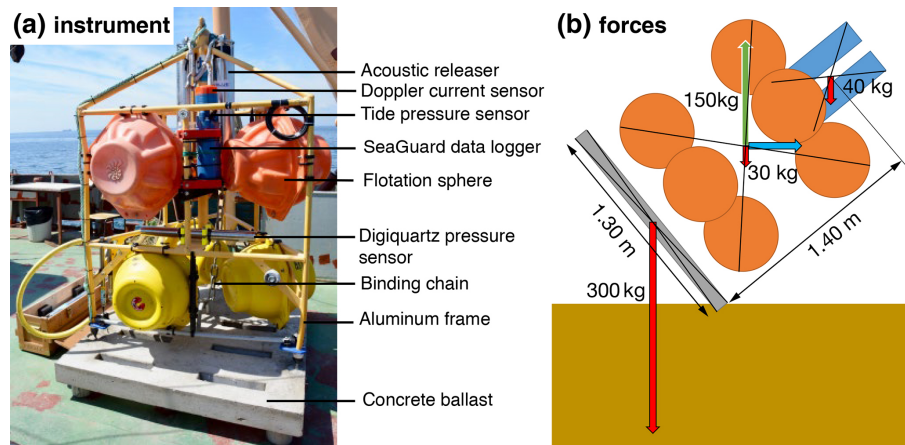 (a) instrument
Acoustic releaser
Doppler current sensor
Tide pressure sensor
SeaGuard data logger
Flotation sphere
Digiquartz pressure
sensor
Binding chain
Aluminum frame
Concrete ballast
(b) forces
150kg
40 kg
30 kg
1.30 m
1.40 m
300 kg